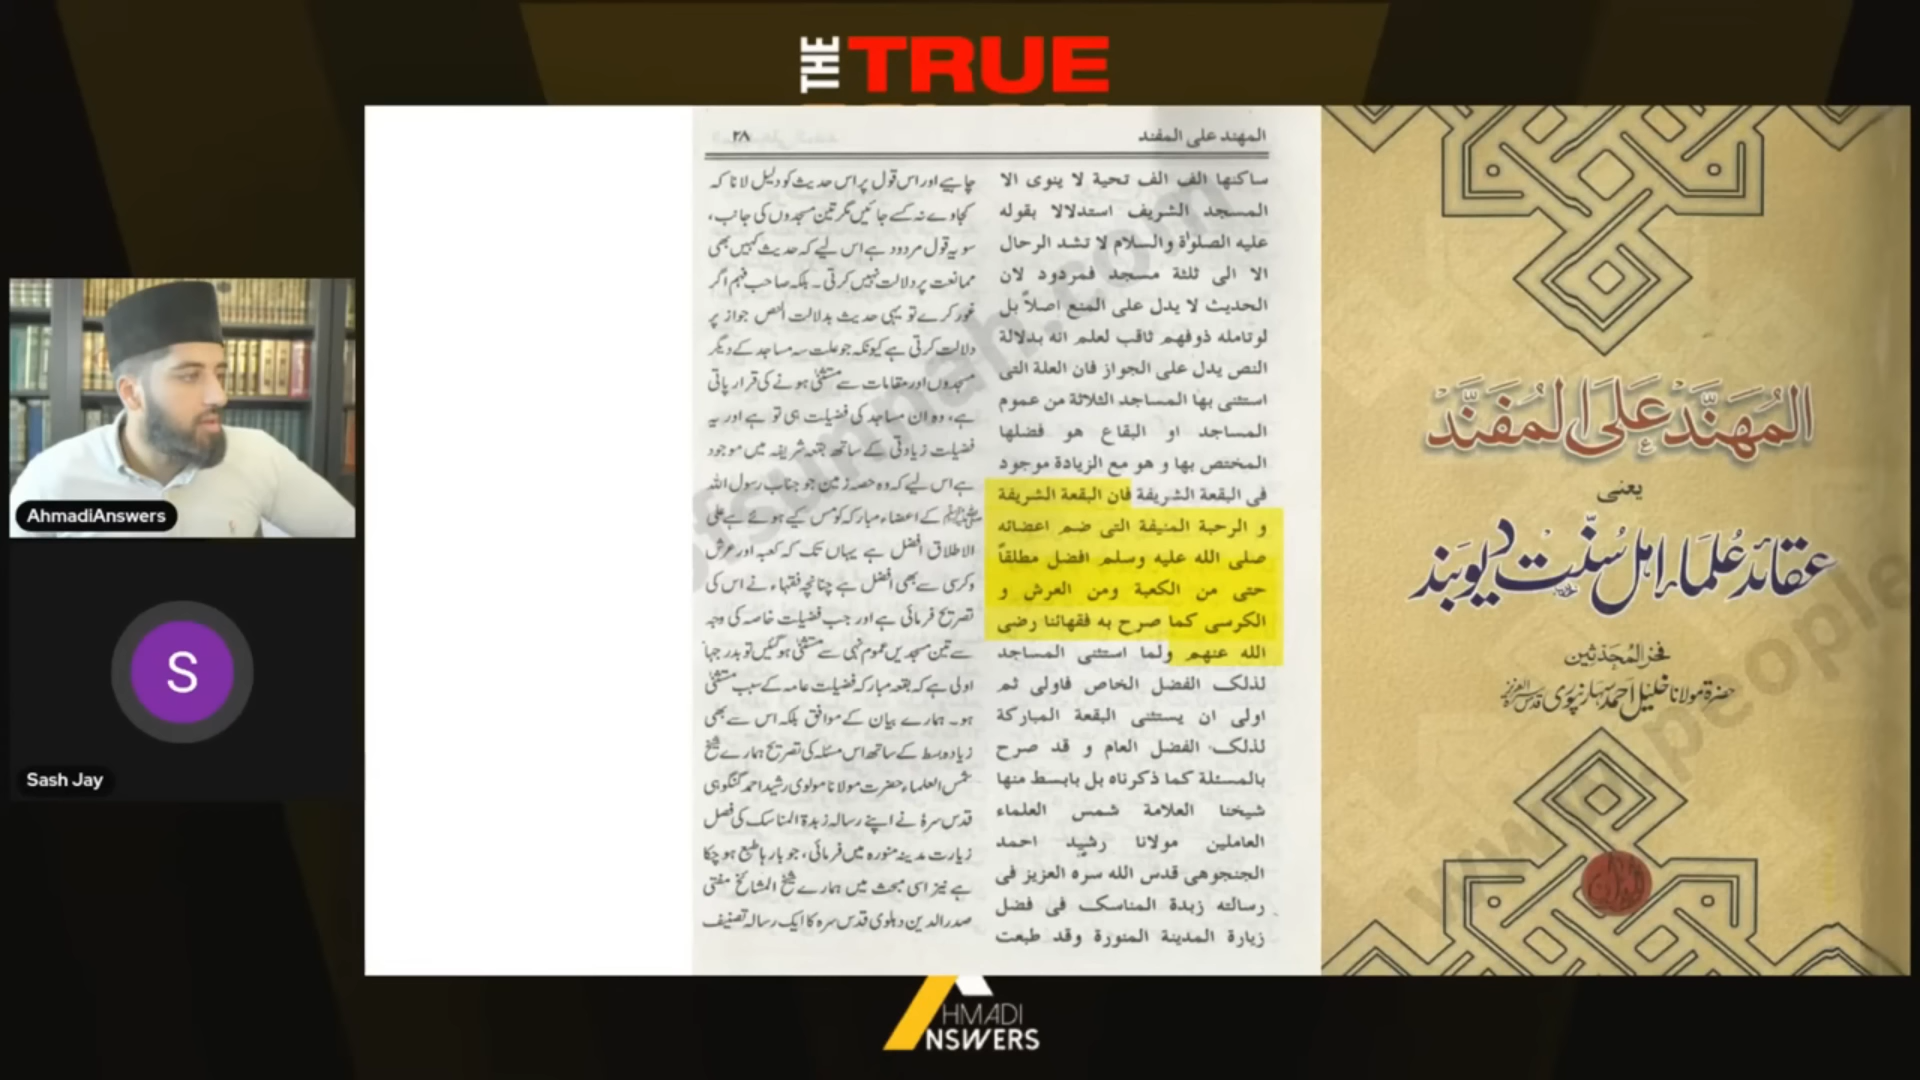 THE TRUE
المهند على المفند
۲۸
ساكنها الف الف تحية لا ينوى الا
المسجد الشريف استدلالا بقوله
عليه الصلوٰة والسلام لا تشد الرحال
الا الى ثلثة مسجد فمردود لان
الحديث لا يدل على المنع اصلاً بل
لوتامله ذوفهم ثاقب لعلم انه بدلالة
النص يدل على الجواز فان العلة التى
استثنى بها المساجد الثلاثة من عموم
المساجد او البقاع هو فضلها
المختص بها و هو مع الزيادة موجود
فى البقعة الشريفة فان البقعة الشريفة
و الرحبة المنيفة التى ضم اعضائه
صلى الله عليه وسلم افضل مطلقاً
حتى من الكعبة ومن العرش و
الكرسى كما صرح به فقهائنا رضى
الله عنهم ولما استثنى المساجد
لذلك الفضل الخاص فاولى ثم
اولى ان يستثنى البقعة المباركة
لذلك الفضل العام و قد صرح
بالمسئلة كما ذكرناه بل بابسط منها
شيخنا العلامة شمس العلماء
العاملين مولانا رشيد احمد
الجنجوهى قدس الله سره العزيز فى
رسالته زبدة المناسك فى فضل
زيارة المدينة المنورة وقد طبعت
چاہیے اور اس قول پر اس حدیث کو دلیل لانا کہ
کجاوے نہ کسے جائیں مگر تین مسجدوں کی جانب،
سو یہ قول مردود ہے اس لیے کہ حدیث کہیں بھی
ممانعت پر دلالت نہیں کرتی۔ بلکہ صاحب فہم اگر
غور کرے تو یہی حدیث بدلالت النص جواز پر
دلالت کرتی ہے کیونکہ جو علت سہ مساجد کے دیگر
مسجدوں اور مقامات سے مستثنیٰ ہونے کی قرار پاتی
ہے، وہ ان مساجد کی فضیلت ہی تو ہے اور یہ
فضیلت زیادتی کے ساتھ بقعہ شریفہ میں موجود
ہے اس لیے کہ وہ حصہ زمین جو جناب رسول اللہ
ﷺ کے اعضاء مبارکہ کو مس کیے ہوئے ہے علی
الاطلاق افضل ہے یہاں تک کہ کعبہ اور عرش
و کرسی سے بھی افضل ہے چنانچہ فقہاء نے اس کی
تصریح فرمائی ہے اور جب فضیلت خاصہ کی وجہ
سے تین مسجدیں عموم نہی سے مستثنیٰ ہو گئیں تو بدرجہا
اولی ہے کہ بقعہ مبارکہ فضیلت عامہ کے سبب مستثنیٰ
ہو۔ ہمارے بیان کے موافق بلکہ اس سے بھی
زیادہ بسط کے ساتھ اس مسئلہ کی تصریح ہمارے شیخ
شمس العلماء حضرت مولانا مولوی رشید احمد گنگوہی
قدس سرہٗ نے اپنے رسالہ زبدۃ المناسک کی فصل
زیارت مدینہ منورہ میں فرمائی، جو بارہا طبع ہو چکا
ہے نیز اسی مبحث میں ہمارے شیخ المشائخ مفتی
صدر الدین دہلوی قدس سرہ کا ایک رسالہ تصنیف
المُهَنَّد عَلَى المُفَنَّد
یعنی
عقائد عُلماء اہل سُنّت دیوبند
فخر المحدثین
حضرۃ مولانا خلیل احمد سہارنپوری قدس سرہ العزیز
AhmadiAnswers
S
Sash Jay
HMADI
NSWERS
www.people